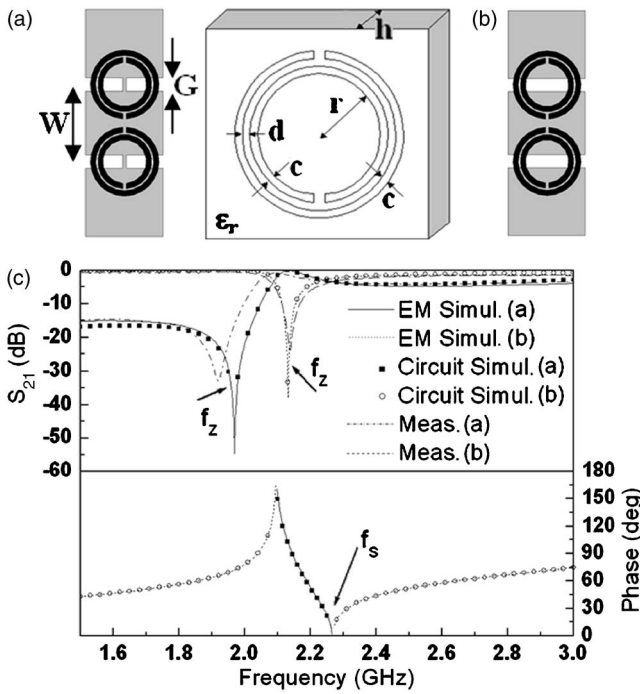 (a)
G
W
h
r
d
c
c
εr
(b)
(c)
S21 (dB)
0
-10
-20
-30
-40
-50
-60
EM Simul. (a)
EM Simul. (b)
Circuit Simul. (a)
Circuit Simul. (b)
Meas. (a)
Meas. (b)
fz
fz
180
150
120
90
60
30
0
Phase (deg)
fs
1.6 1.8 2.0 2.2 2.4 2.6 2.8 3.0
Frequency (GHz)